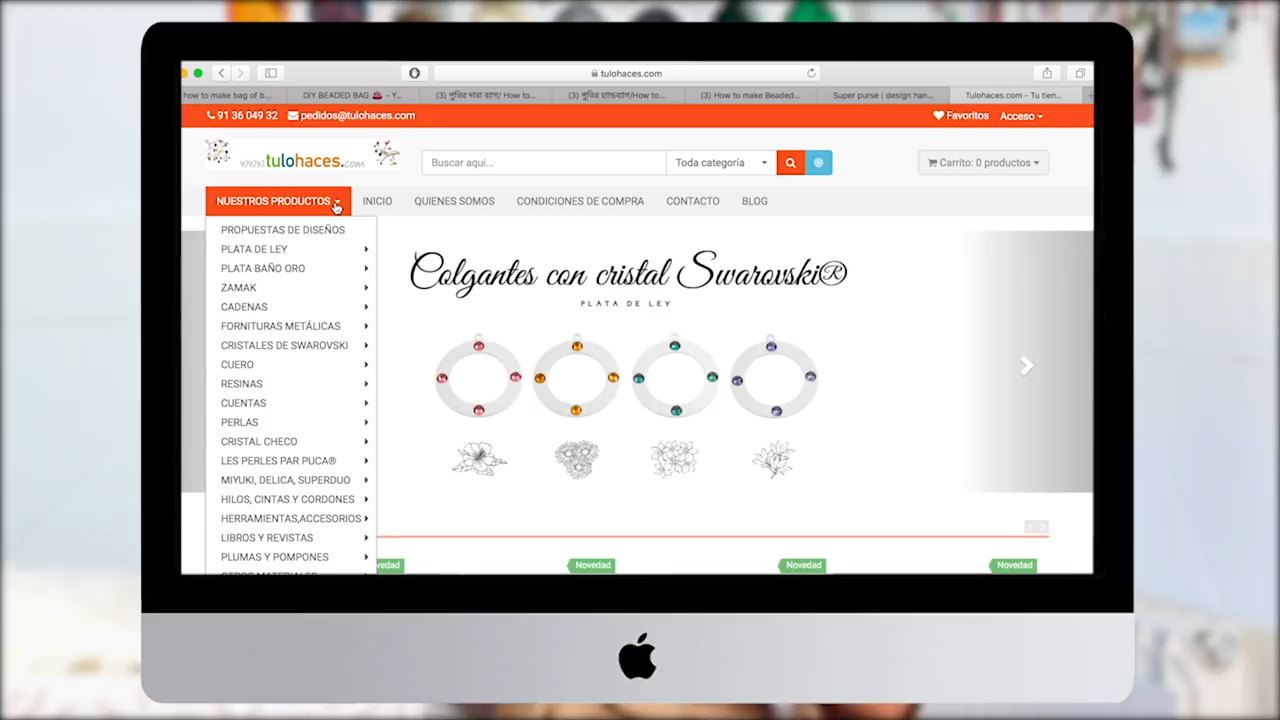 tulohaces.com
how to make bag of b...
DIY BEADED BAG 👛 – Y...
(3) পুতির দাবা ব্যাগ/ How to...
(3) পুতির হান্ডব্যাগ/How to...
(3) How to make Beaded...
Super purse | design han...
Tulohaces.com - Tu tien...
91 36 049 32
pedidos@tulohaces.com
Favoritos
Acceso
www.tulohaces.com
Buscar aquí...
Toda categoría
Carrito: 0 productos
NUESTROS PRODUCTOS
INICIO
QUIENES SOMOS
CONDICIONES DE COMPRA
CONTACTO
BLOG
PROPUESTAS DE DISEÑOS
PLATA DE LEY
PLATA BAÑO ORO
ZAMAK
CADENAS
FORNITURAS METÁLICAS
CRISTALES DE SWAROVSKI
CUERO
RESINAS
CUENTAS
PERLAS
CRISTAL CHECO
LES PERLES PAR PUCA®
MIYUKI, DELICA, SUPERDUO
HILOS, CINTAS Y CORDONES
HERRAMIENTAS,ACCESORIOS
LIBROS Y REVISTAS
PLUMAS Y POMPONES
OTROS MATERIALES
Colgantes con cristal Swarovski®
PLATA DE LEY
vedad
Novedad
Novedad
Novedad